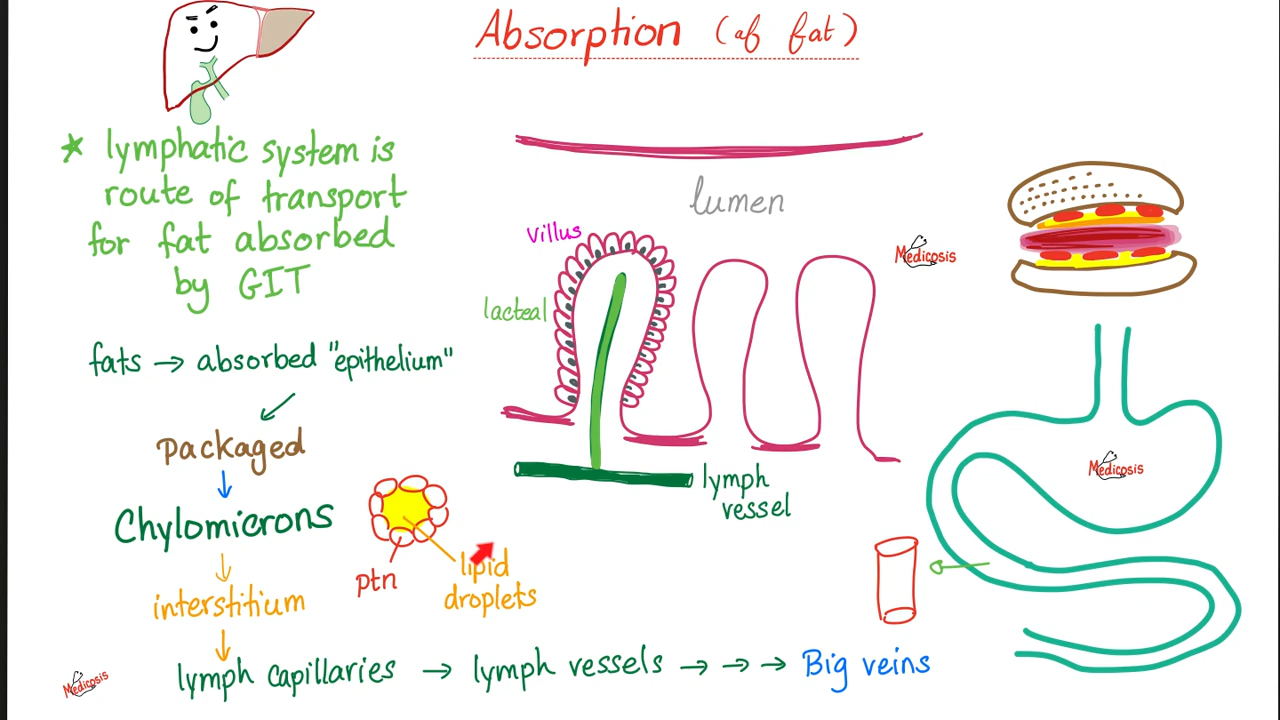 Absorption (of fat)
* lymphatic system is
route of transport
for fat absorbed
by GIT
fats → absorbed "epithelium"
packaged
Chylomicrons
interstitium
lymph capillaries → lymph vessels → → → Big veins
ptn
lipid
droplets
lumen
Villus
lacteal
lymph
vessel
Medicosis
Medicosis
Medicosis